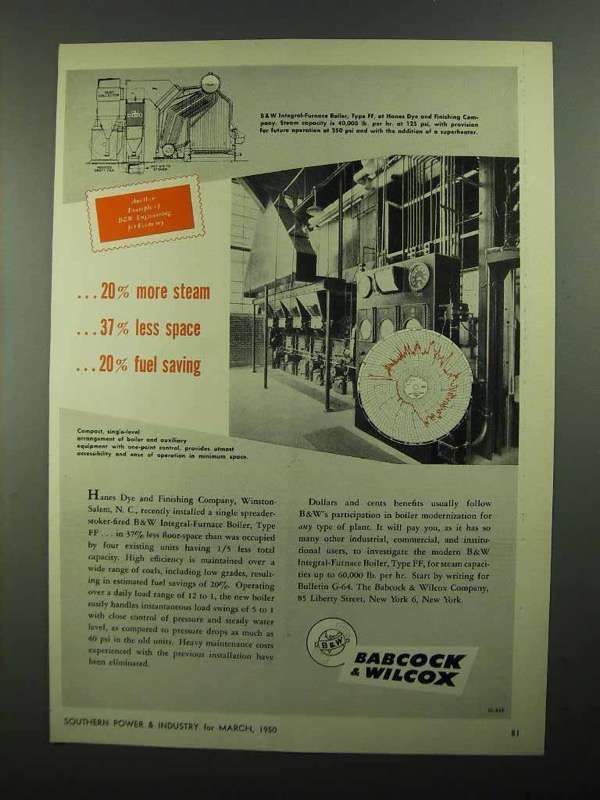 DUST
COLLECTOR
B&W Integral-Furnace Boiler, Type FF, at Hanes Dye and Finishing Com-
pany. Steam capacity is 40,000 lb. per hr. at 125 psi, with provision
for future operation at 250 psi and with the addition of a superheater.
Another
Example of
B&W Engineering
for Economy
...20% more steam
...37% less space
...20% fuel saving
Compact, single-level
arrangement of boiler and auxiliary
equipment with one-point control, provides utmost
accessibility and ease of operation in minimum space.
Hanes Dye and Finishing Company, Winston-
Salem, N. C., recently installed a single spreader-
stoker-fired B&W Integral-Furnace Boiler, Type
FF ... in 37% less floor-space than was occupied
by four existing units having 1/5 less total
capacity. High efficiency is maintained over a
wide range of coals, including low grades, result-
ing in estimated fuel savings of 20%. Operating
over a daily load range of 12 to 1, the new boiler
easily handles instantaneous load swings of 5 to 1
with close control of pressure and steady water
level, as compared to pressure drops as much as
40 psi in the old units. Heavy maintenance costs
experienced with the previous installation have
been eliminated.
Dollars and cents benefits usually follow
B&W's participation in boiler modernization for
any type of plant. It will pay you, as it has so
many other industrial, commercial, and institu-
tional users, to investigate the modern B&W
Integral-Furnace Boiler, Type FF, for steam capaci-
ties up to 60,000 lb. per hr. Start by writing for
Bulletin G-64. The Babcock & Wilcox Company,
85 Liberty Street, New York 6, New York.
B&W
BABCOCK
& WILCOX
SOUTHERN POWER & INDUSTRY for MARCH, 1950
81